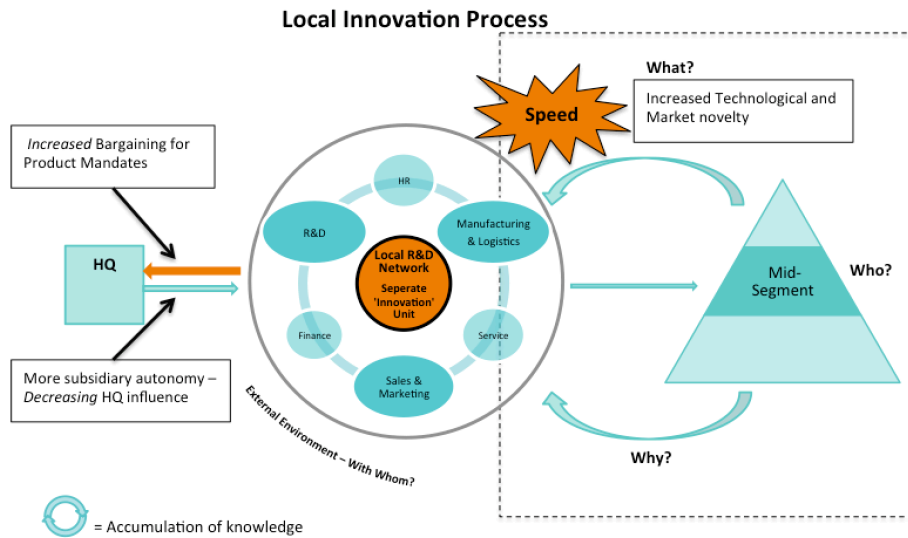 Local Innovation Process
What?
Increased Technological and
Market novelty
Speed
Increased Bargaining for
Product Mandates
HR
R&D
Manufacturing
& Logistics
Local R&D
Network
Seperate
'Innovation'
Unit
HQ
Mid-
Segment
Who?
Finance
Service
Sales &
Marketing
More subsidiary autonomy –
Decreasing HQ influence
External Environment – With Whom?
Why?
= Accumulation of knowledge